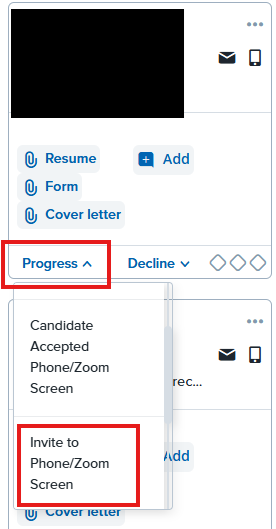 Resume
Add
Form
Cover letter
Progress
Decline
Candidate
Accepted
Phone/Zoom
Screen
rec...
Invite to
Phone/Zoom
Screen
Add
Cover letter